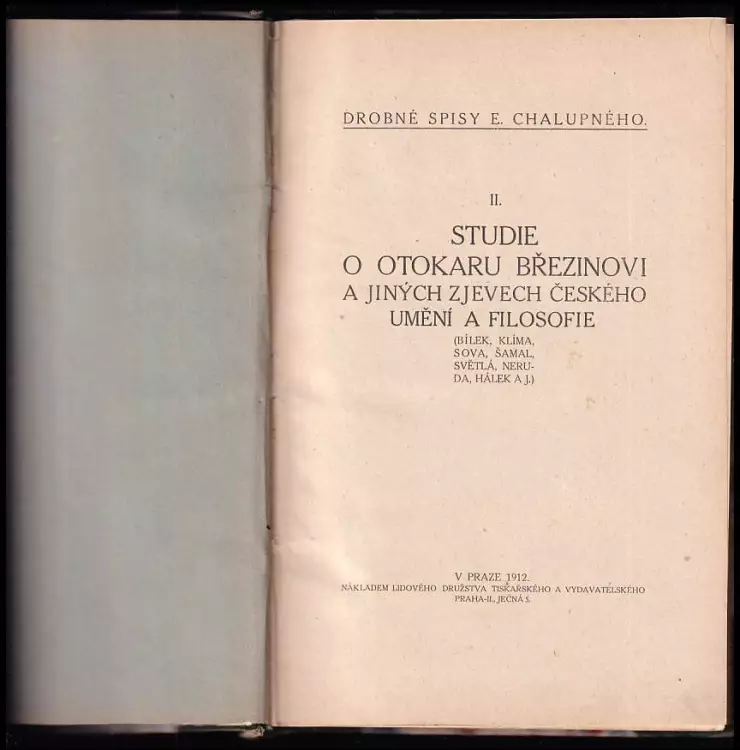 DROBNÉ SPISY E. CHALUPNÉHO.
II.
STUDIE
O OTOKARU BŘEZINOVI
A JINÝCH ZJEVECH ČESKÉHO
UMĚNÍ A FILOSOFIE
(BÍLEK, KLÍMA,
SOVA, ŠAMAL,
SVĚTLÁ, NERU-
DA, HÁLEK A J.)
V PRAZE 1912.
NÁKLADEM LIDOVÉHO DRUŽSTVA TISKAŘSKÉHO A VYDAVATELSKÉHO
PRAHA-II., JEČNÁ 5.